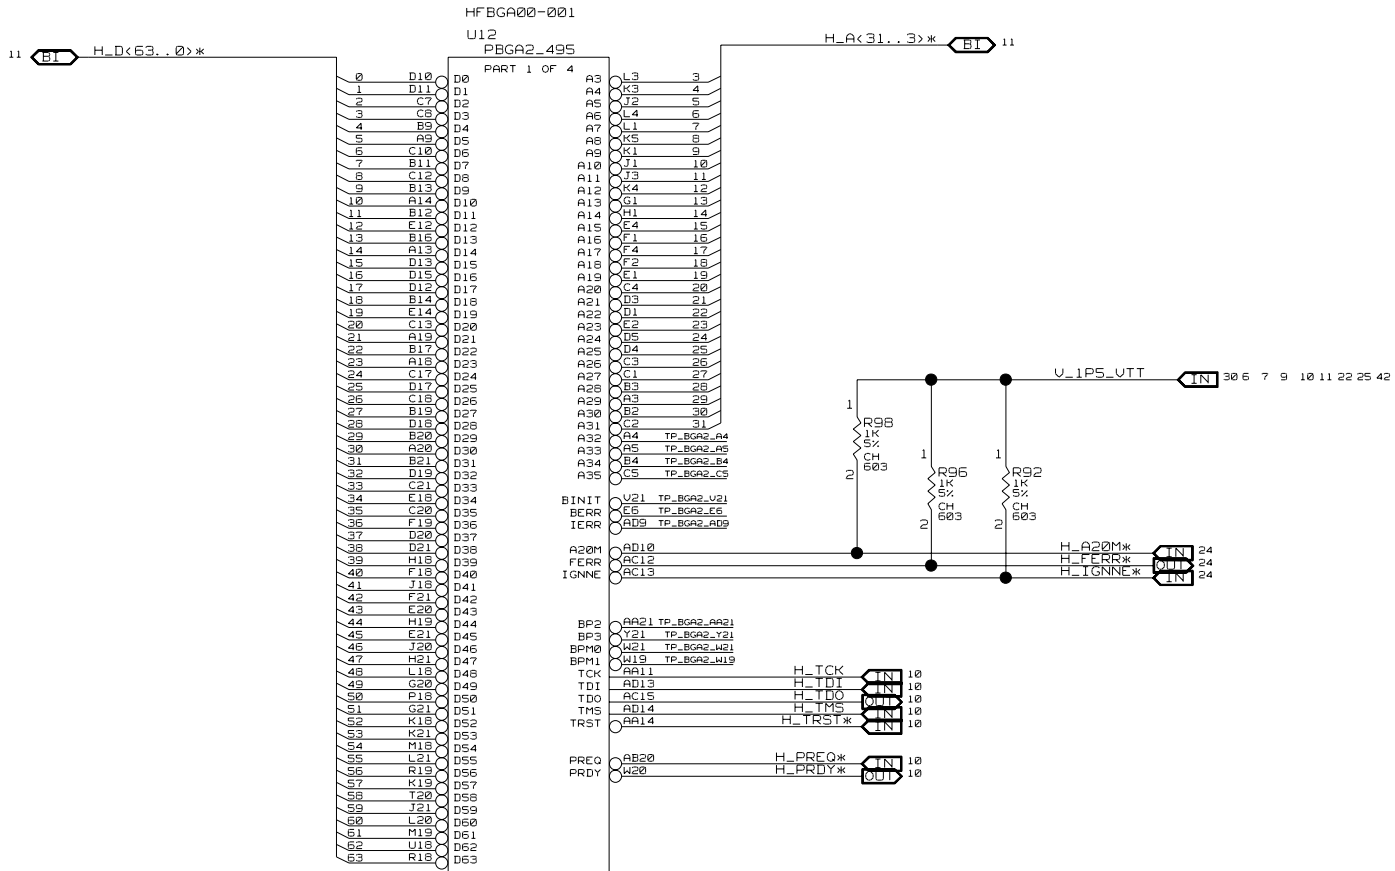 HFBGA00-001
U12
PBGA2_495
PART 1 OF 4
11 BI H_D<63..0>*
H_A<31..3>* BI 11
0 D10 D0
1 D11 D1
2 C7 D2
3 C8 D3
4 B9 D4
5 A9 D5
6 C10 D6
7 B11 D7
8 C12 D8
9 B13 D9
10 A14 D10
11 B12 D11
12 E12 D12
13 B16 D13
14 A13 D14
15 D13 D15
16 D15 D16
17 D12 D17
18 B14 D18
19 E14 D19
20 C13 D20
21 A19 D21
22 B17 D22
23 A18 D23
24 C17 D24
25 D17 D25
26 C18 D26
27 B19 D27
28 D18 D28
29 B20 D29
30 A20 D30
31 B21 D31
32 D19 D32
33 C21 D33
34 E18 D34
35 C20 D35
36 F19 D36
37 D20 D37
38 D21 D38
39 H18 D39
40 F18 D40
41 J18 D41
42 F21 D42
43 E20 D43
44 H19 D44
45 E21 D45
46 J20 D46
47 H21 D47
48 L18 D48
49 G20 D49
50 P18 D50
51 G21 D51
52 K18 D52
53 K21 D53
54 M18 D54
55 L21 D55
56 R19 D56
57 K19 D57
58 T20 D58
59 J21 D59
60 L20 D60
61 M19 D61
62 U18 D62
63 R18 D63
A3 L3 3
A4 K3 4
A5 J2 5
A6 L4 6
A7 L1 7
A8 K5 8
A9 K1 9
A10 J1 10
A11 J3 11
A12 K4 12
A13 G1 13
A14 H1 14
A15 E4 15
A16 F1 16
A17 F4 17
A18 F2 18
A19 E1 19
A20 C4 20
A21 D3 21
A22 D1 22
A23 E2 23
A24 D5 24
A25 D4 25
A26 C3 26
A27 C1 27
A28 B3 28
A29 A3 29
A30 B2 30
A31 C2 31
A32 A4 TP_BGA2_A4
A33 A5 TP_BGA2_A5
A34 B4 TP_BGA2_B4
A35 C5 TP_BGA2_C5
BINIT V21 TP_BGA2_V21
BERR E6 TP_BGA2_E6
IERR AD9 TP_BGA2_AD9
A20M AD10 H_A20M* IN 24
FERR AC12 H_FERR* OUT 24
IGNNE AC13 H_IGNNE* IN 24
BP2 AA21 TP_BGA2_AA21
BP3 Y21 TP_BGA2_Y21
BPM0 W21 TP_BGA2_W21
BPM1 W19 TP_BGA2_W19
TCK AA11 H_TCK IN 10
TDI AD13 H_TDI IN 10
TDO AC15 H_TDO OUT 10
TMS AD14 H_TMS IN 10
TRST AA14 H_TRST* IN 10
PREQ AB20 H_PREQ* IN 10
PRDY W20 H_PRDY* OUT 10
V_1P5_VTT IN 30 6 7 9 10 11 22 25 42
1
R98
1K
5%
CH
603
2
1
R96
1K
5%
CH
603
2
1
R92
1K
5%
CH
603
2